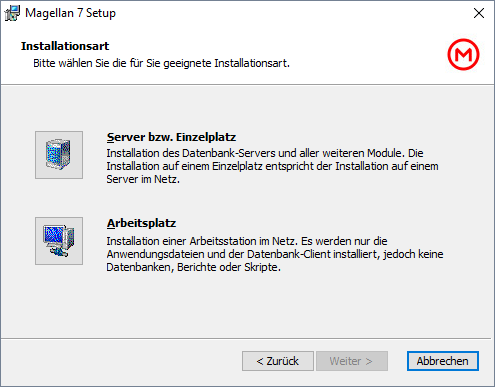 Magellan 7 Setup
Installationsart
Bitte wählen Sie die für Sie geeignete Installationsart.
M
Server bzw. Einzelplatz
Installation des Datenbank-Servers und aller weiteren Module. Die
Installation auf einem Einzelplatz entspricht der Installation auf einem
Server im Netz.
Arbeitsplatz
Installation einer Arbeitsstation im Netz. Es werden nur die
Anwendungsdateien und der Datenbank-Client installiert, jedoch keine
Datenbanken, Berichte oder Skripte.
< Zurück
Weiter >
Abbrechen